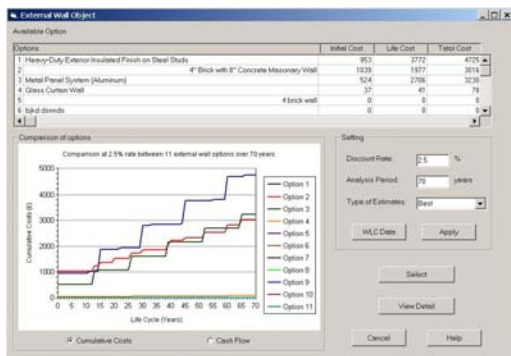 External Wall Object
Available Option
Options Initial Cost Life Cost Total Cost
1 Heavy-Duty Exterior Insulated Finish on Steel Studs 953 3772 4725
2 4" Brick with 8" Concrete Masonery Wall 1039 1977 3016
3 Metal Panel System (Aluminum) 524 2706 3230
4 Glass Curtain Wall 37 41 78
5 4 brick wall 0 0 0
6 0 0 0
Comparison of options
Comparison at 2.5% rate between 11 external wall options over 70 years
Cumulative Costs (£)
5000
4000
3000
2000
1000
0
0 5 10 15 20 25 30 35 40 45 50 55 60 65 70
Life Cycle (Years)
Option 1
Option 2
Option 3
Option 4
Option 5
Option 6
Option 7
Option 8
Option 9
Option 10
Option 11
Cumulative Costs
Cash Flow
Setting
Discount Rate: 2.5 %
Analysis Period: 70 years
Type of Estimates: Best
WLC Data
Apply
Select
View Detail
Cancel
Help